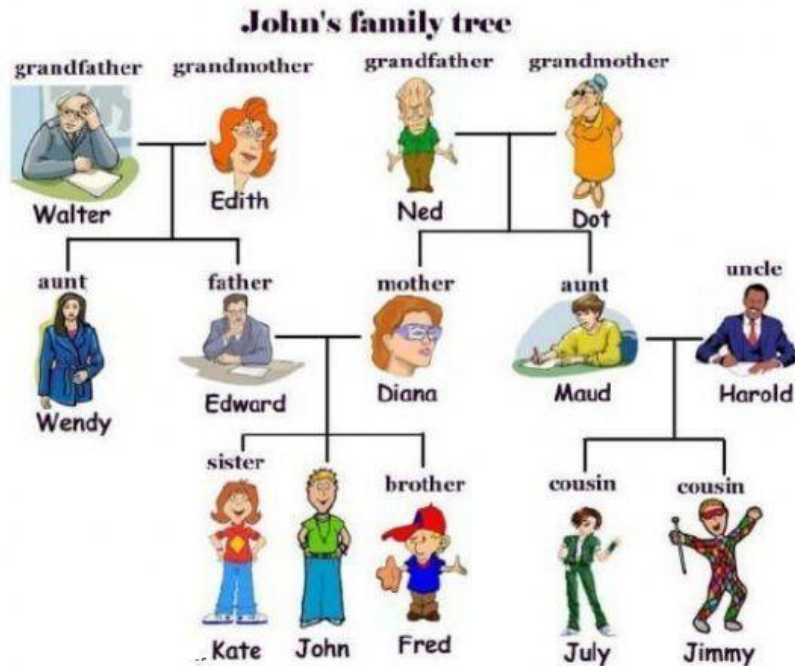 John's family tree
grandfather grandmother grandfather grandmother
Walter Edith Ned Dot
aunt father mother aunt uncle
Wendy Edward Diana Maud Harold
sister brother cousin cousin
Kate John Fred July Jimmy